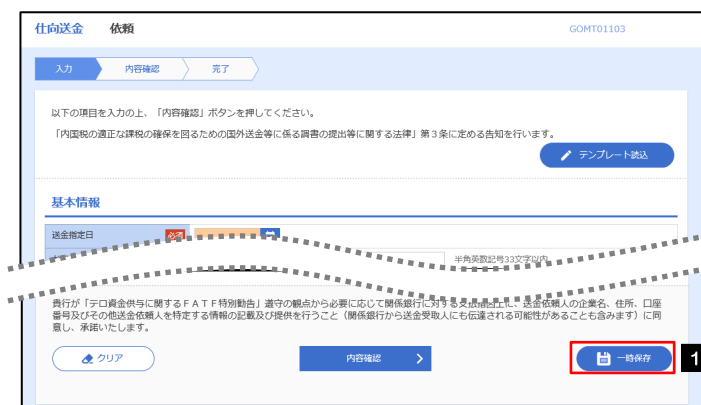 仕向送金 依頼 GOMT01103
入力 内容確認 完了
以下の項目を入力の上、「内容確認」ボタンを押してください。
「内国税の適正な課税の確保を図るための国外送金等に係る調書の提出等に関する法律」第3条に定める告知を行います。
テンプレート読込
基本情報
送金指定日 必須
半角英数記号33文字以内
貴行が「テロ資金供与に関するFATF特別勧告」遵守の観点から必要に応じて関係銀行に対する支払指図上に、送金依頼人の企業名、住所、口座
番号及びその他送金依頼人を特定する情報の記載及び提供を行うこと（関係銀行から送金受取人にも伝達される可能性があることも含みます）に同
意し、承諾いたします。
クリア 内容確認 一時保存 1